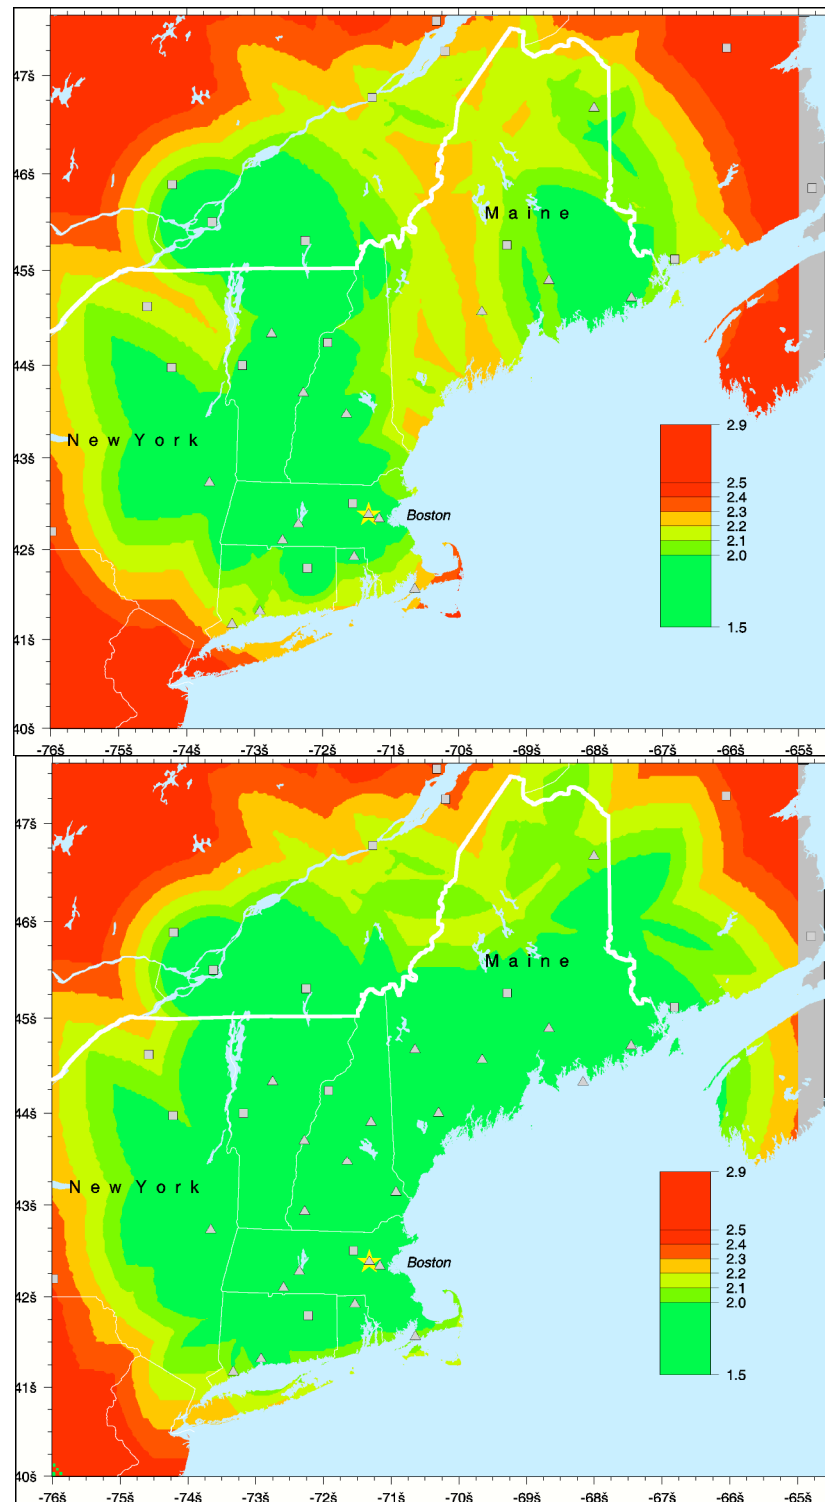 47š
46š
Maine
45š
44š
2.9
New York
43š
2.5
2.4
2.3
Boston
2.2
2.1
42š
2.0
1.5
41š
40š
-76š -75š -74š -73š -72š -71š -70š -69š -68š -67š -66š -65š
47š
46š
Maine
45š
44š
2.9
New York
43š
2.5
2.4
2.3
Boston
2.2
2.1
42š
2.0
1.5
41š
40š
-76š -75š -74š -73š -72š -71š -70š -69š -68š -67š -66š -65š